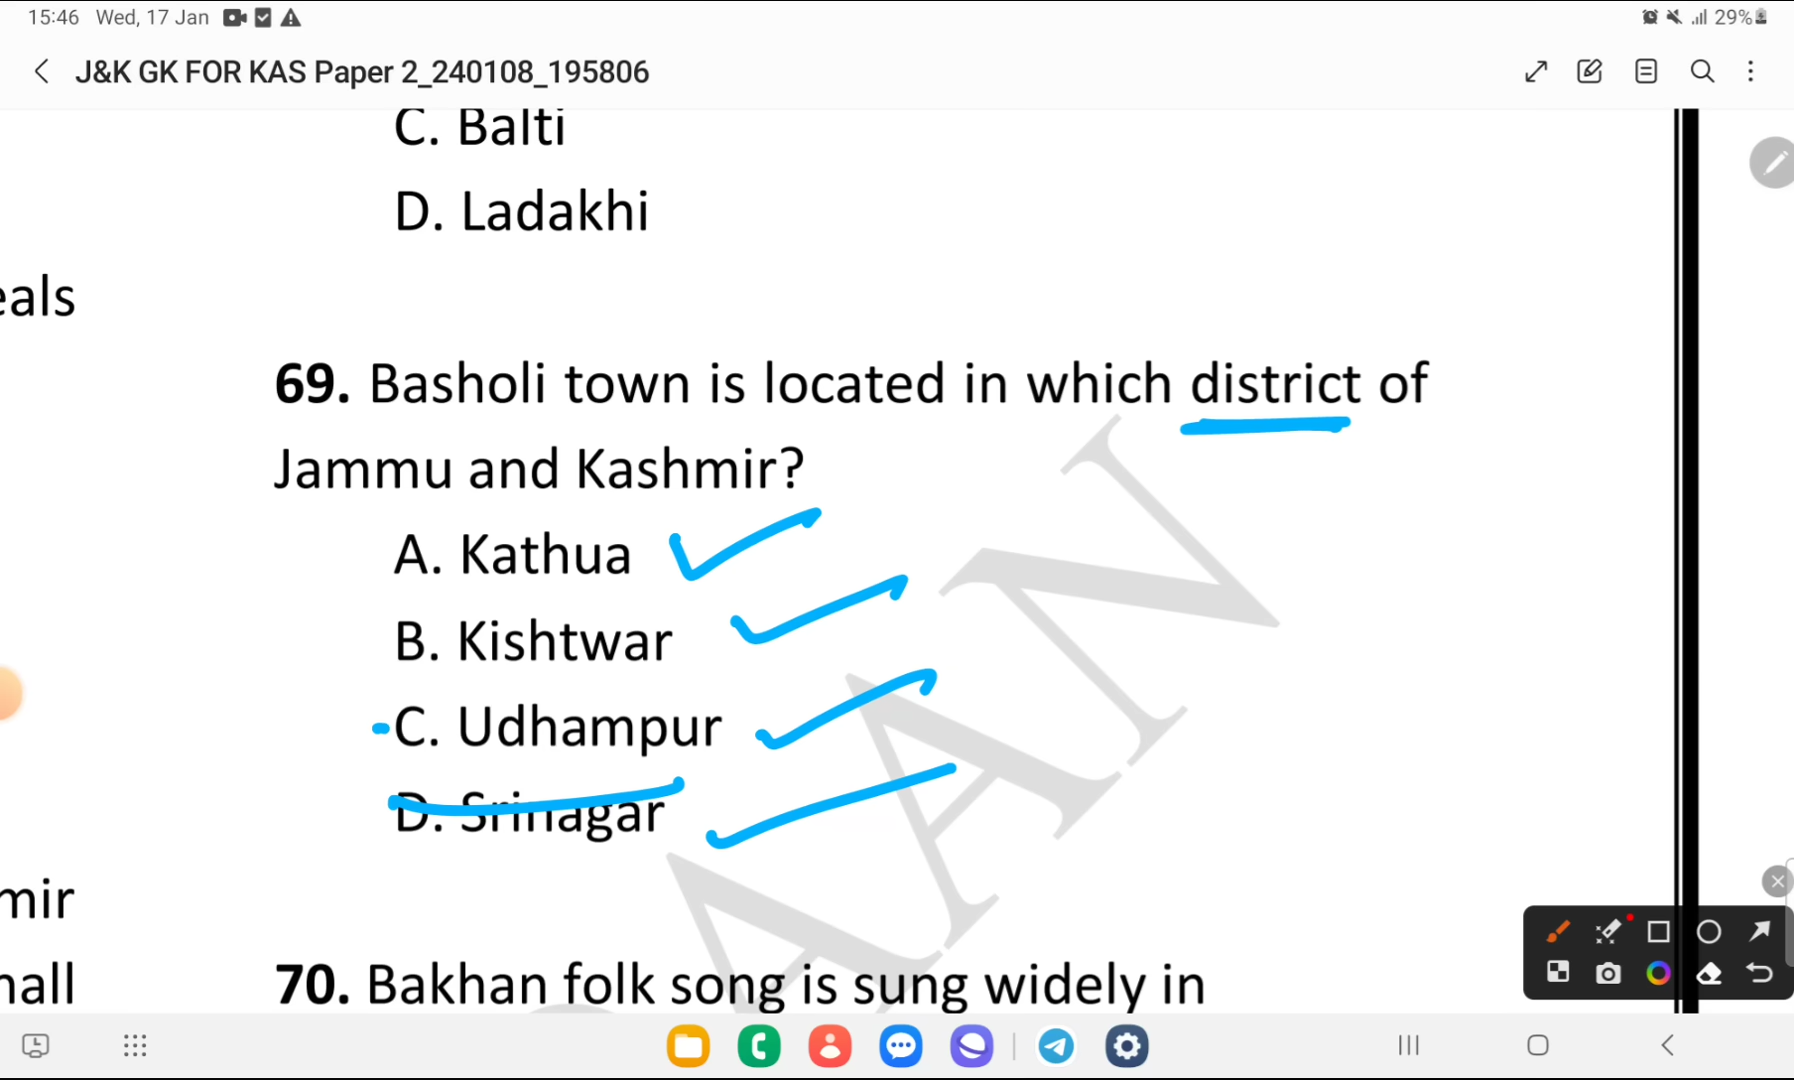 15:46 Wed, 17 Jan
29%
J&K GK FOR KAS Paper 2_240108_195806
C. Balti
D. Ladakhi
eals
69. Basholi town is located in which district of
Jammu and Kashmir?
A. Kathua
B. Kishtwar
C. Udhampur
D. Srinagar
mir
70. Bakhan folk song is sung widely in
AAN